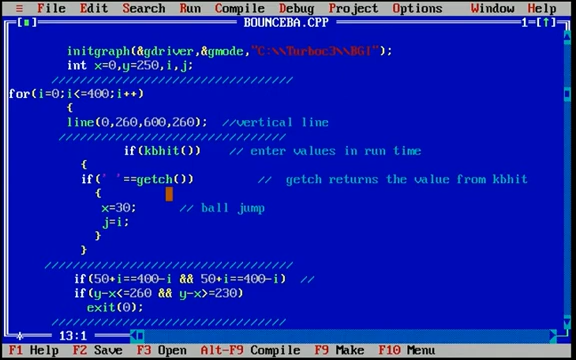 ≡ File Edit Search Run Compile Debug Project Options Window Help
[■] BOUNCEBA.CPP 1=[↑]
initgraph(&gdriver,&gmode,"C:\\Turboc3\\BGI");
int x=0,y=250,i,j;
//////////////////////////////////
for(i=0;i<=400;i++)
{
line(0,260,600,260); //vertical line
////////////////////////////////
if(kbhit()) // enter values in run time
{
if(' '==getch()) // getch returns the value from kbhit
{
x=30; // ball jump
j=i;
}
}
///////////////////////////////////
if(50+i==400-i && 50+i==400-i) //
if(y-x<=260 && y-x>=230)
exit(0);
//////////////////////////////////
13:1
F1 Help F2 Save F3 Open Alt-F9 Compile F9 Make F10 Menu